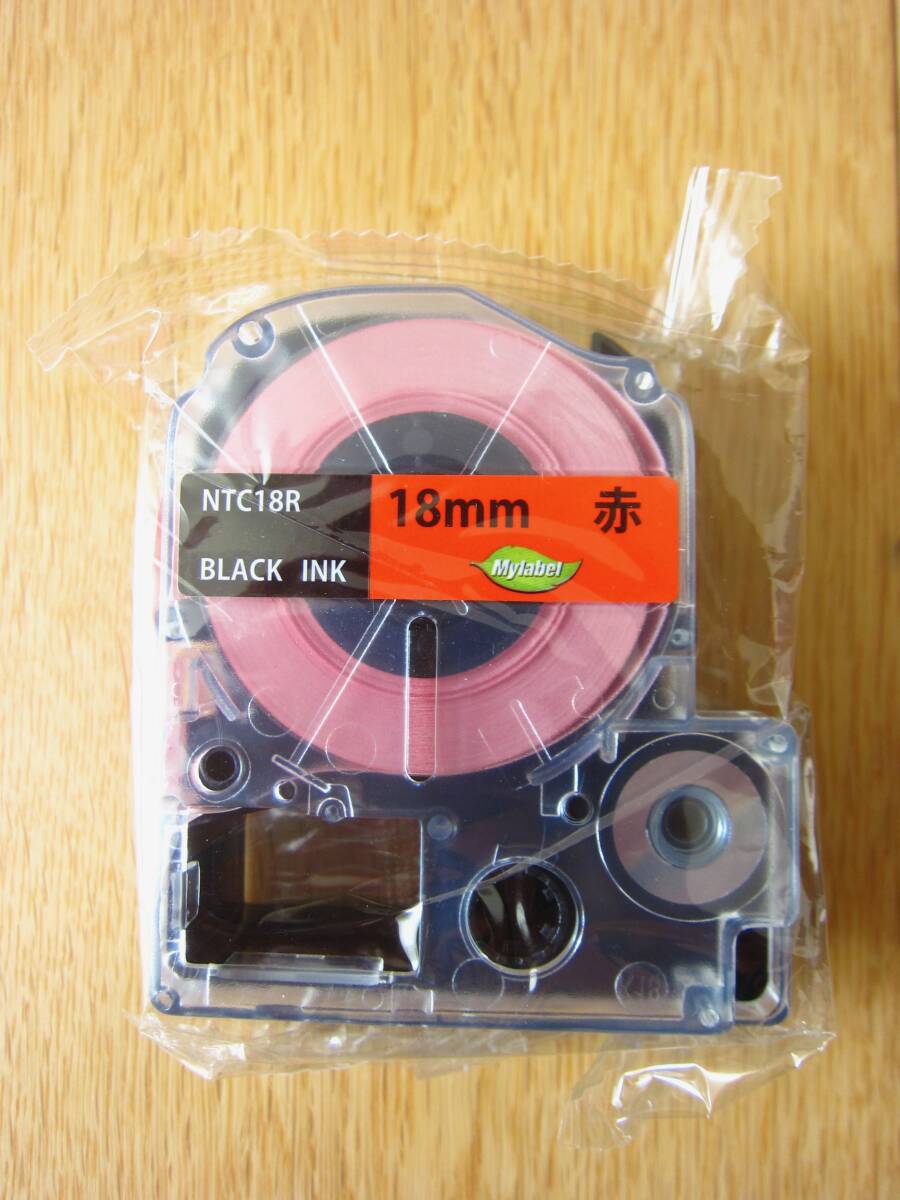 NTC18R
BLACK INK
18mm 赤
Mylabel